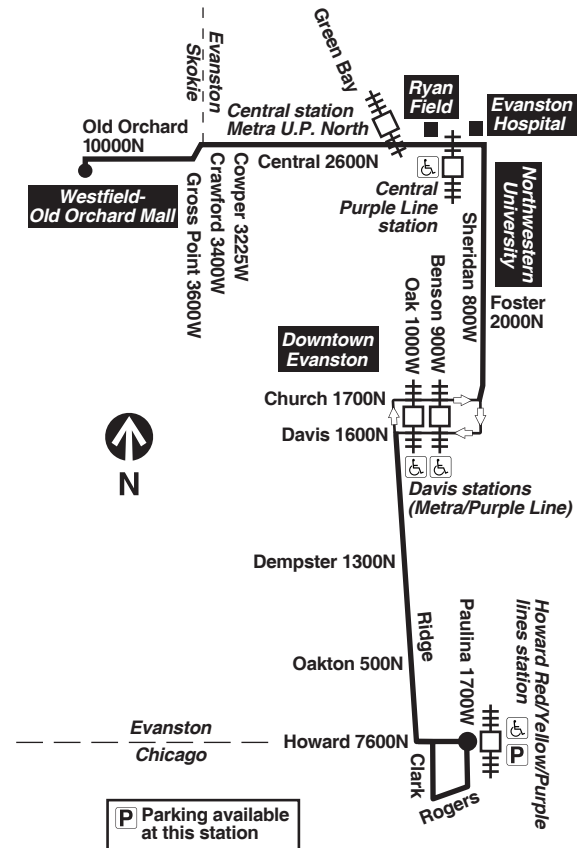 Green Bay
Evanston
Skokie
Ryan
Field
Evanston
Hospital
Central station
Metra U.P. North
Old Orchard
10000N
Central 2600N
Westfield-
Old Orchard Mall
Gross Point 3600W
Crawford 3400W
Cowper 3225W
Central
Purple Line
station
Northwestern
University
Sheridan 800W
Foster
2000N
Benson 900W
Oak 1000W
Downtown
Evanston
Church 1700N
Davis 1600N
N
Davis stations
(Metra/Purple Line)
Dempster 1300N
Ridge
Paulina 1700W
Howard Red/Yellow/Purple
lines station
Oakton 500N
Evanston
Chicago
Howard 7600N
P
Clark
Rogers
P Parking available
at this station